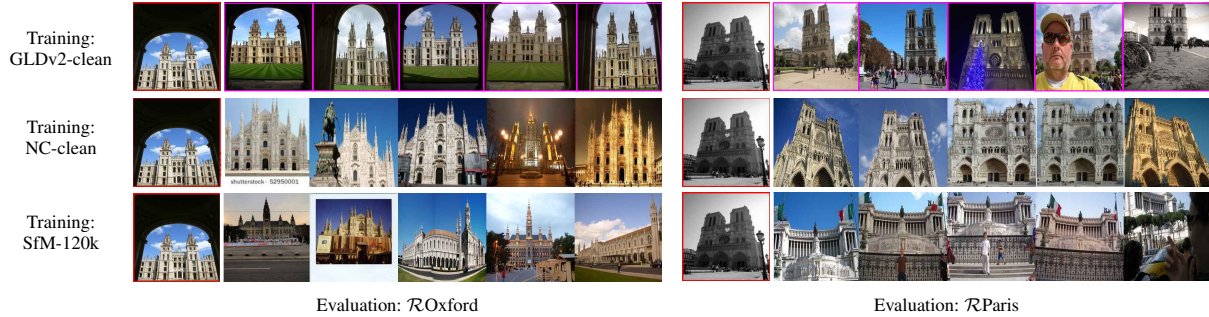 Training:
GLDv2-clean
Training:
NC-clean
shutterstock · 52950001
Training:
SfM-120k
Evaluation: ℛOxford
Evaluation: ℛParis